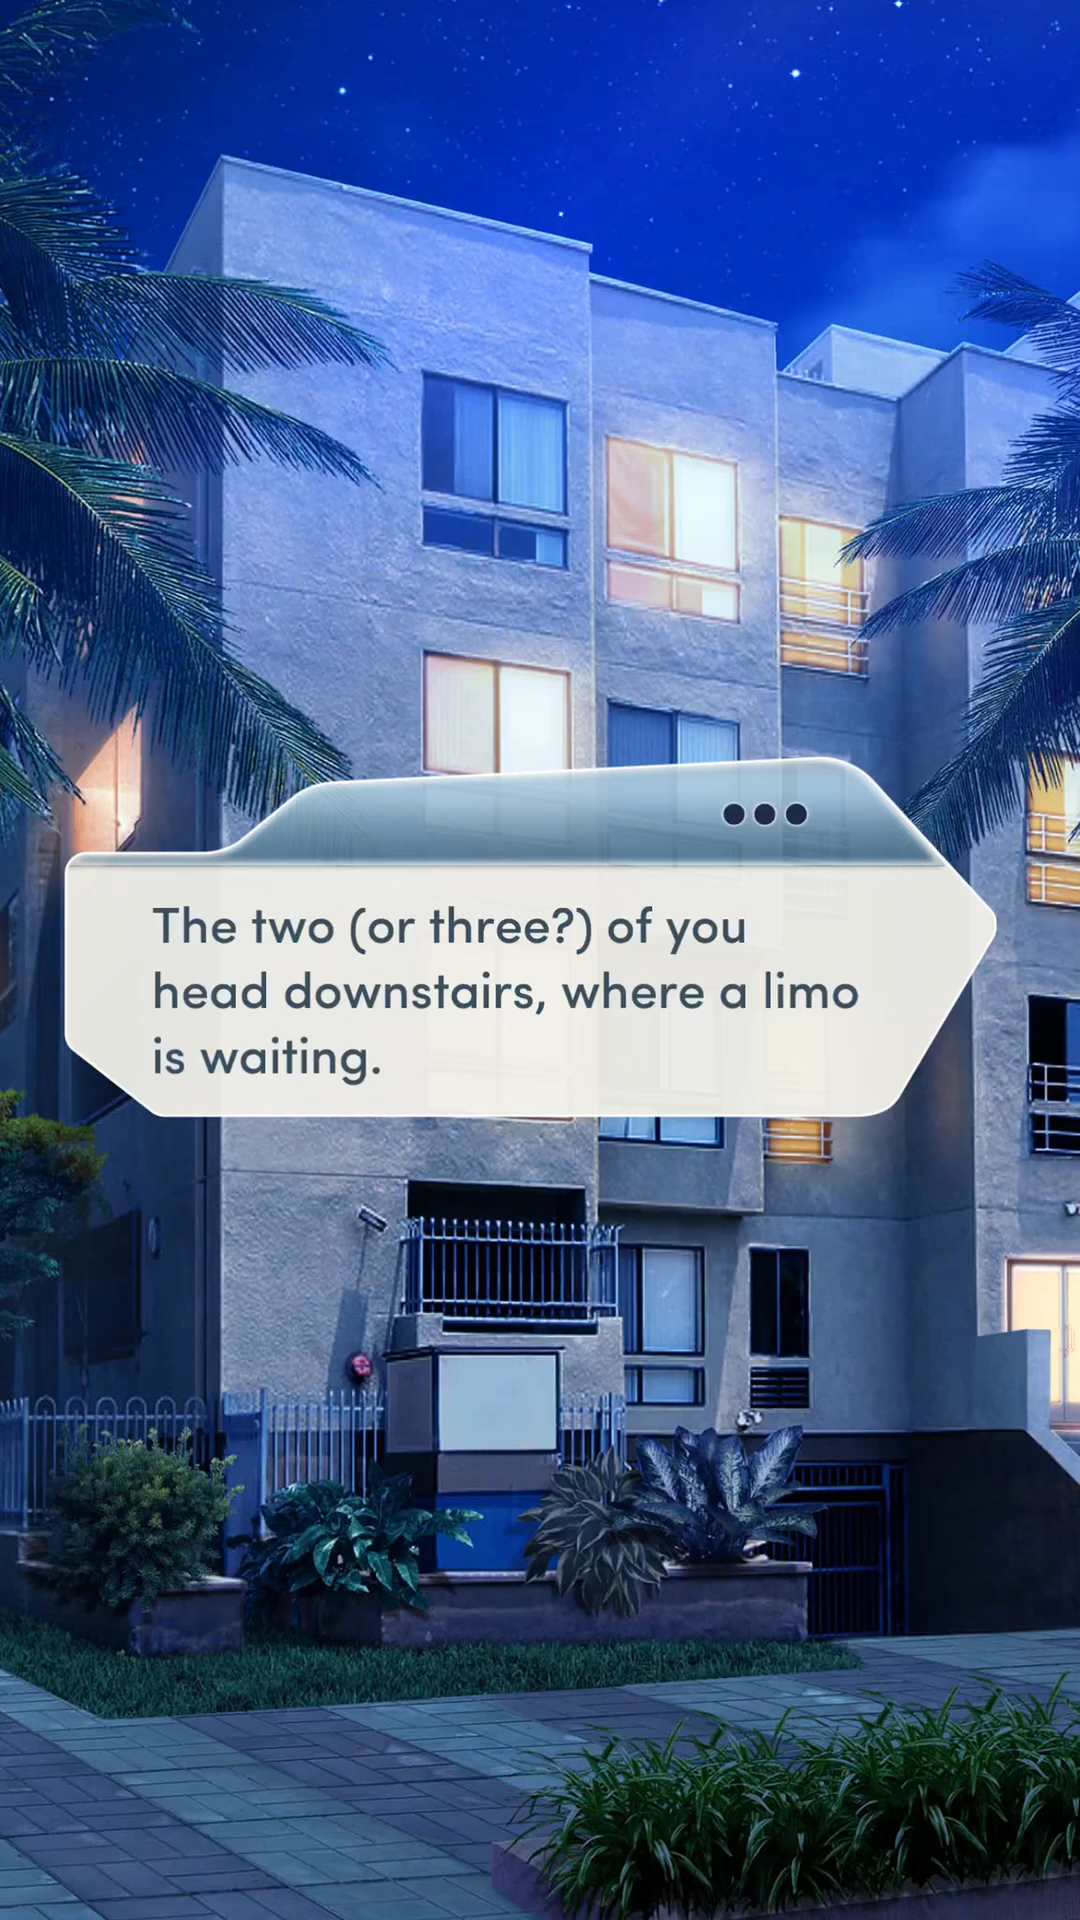 The two (or three?) of you
head downstairs, where a limo
is waiting.